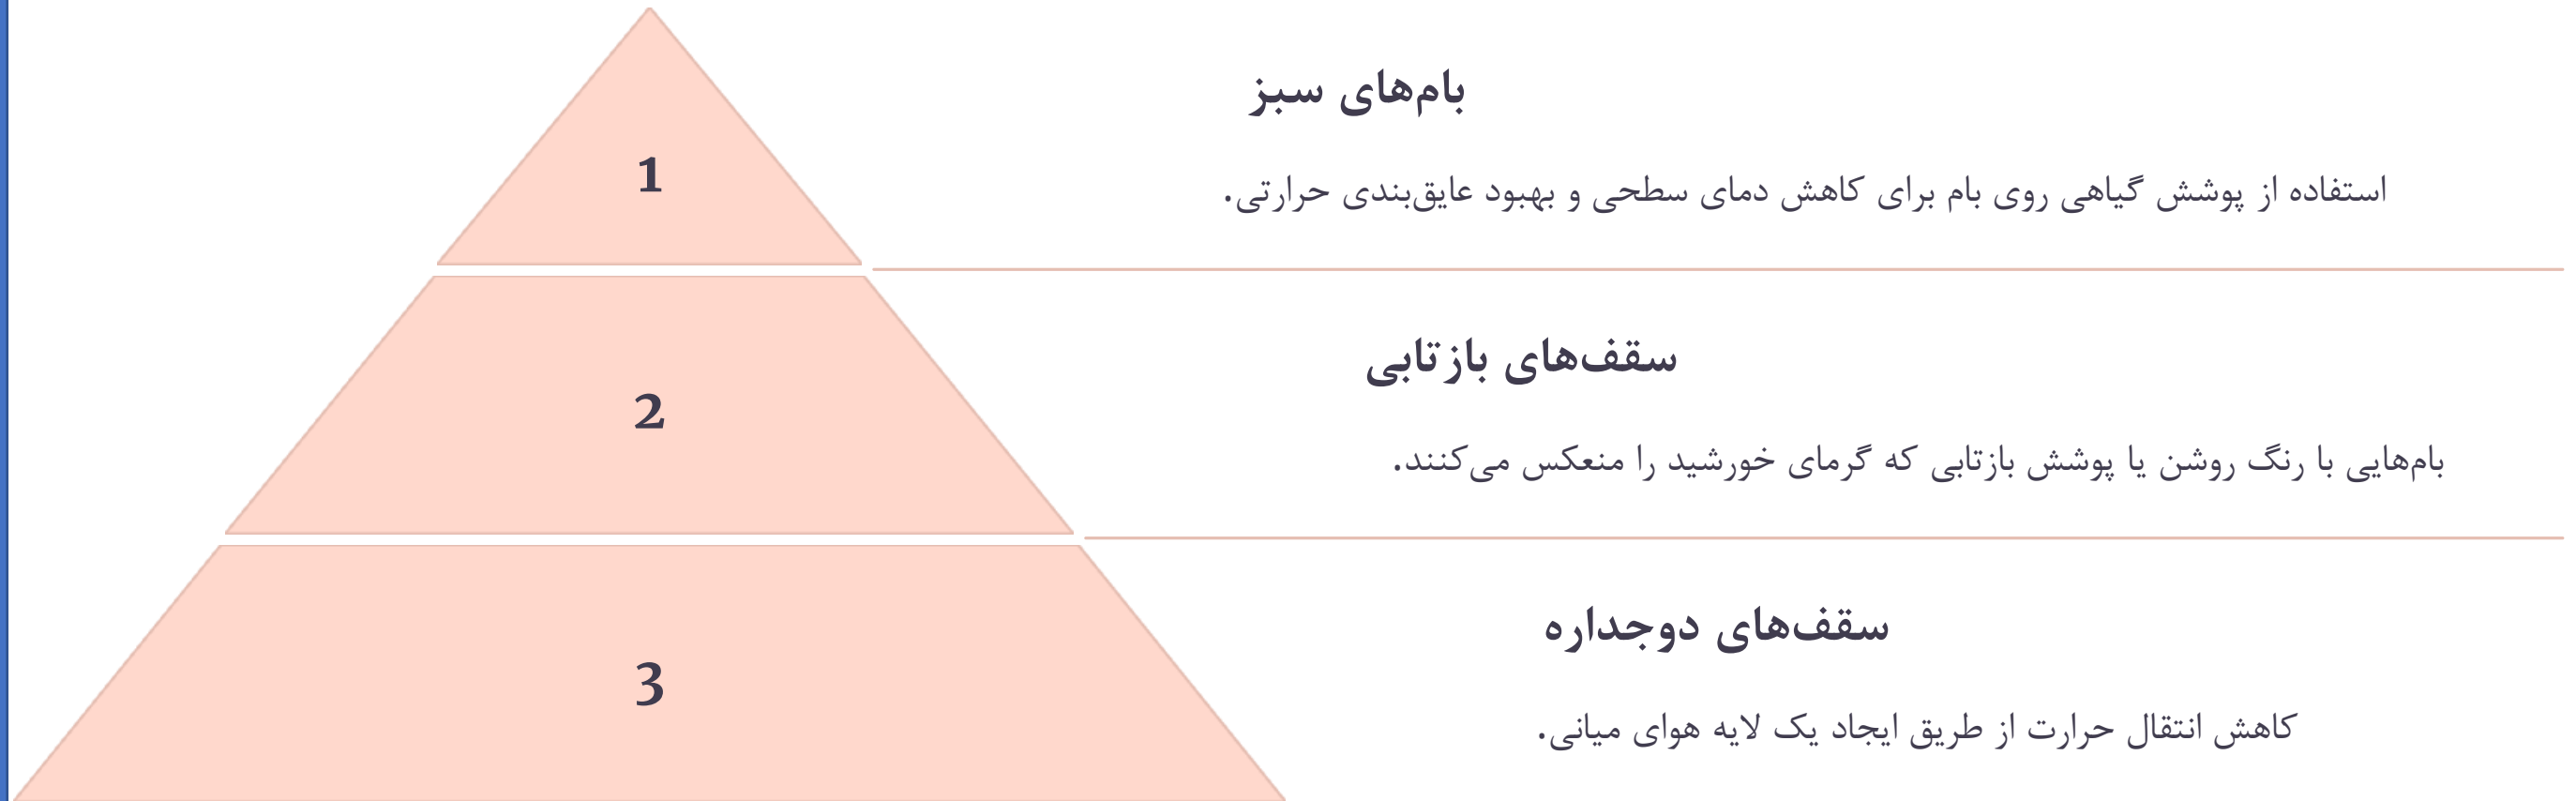 1
بام‌های سبز
استفاده از پوشش گیاهی روی بام برای کاهش دمای سطحی و بهبود عایق‌بندی حرارتی.
2
سقف‌های بازتابی
بام‌هایی با رنگ روشن یا پوشش بازتابی که گرمای خورشید را منعکس می‌کنند.
3
سقف‌های دوجداره
کاهش انتقال حرارت از طریق ایجاد یک لایه هوای میانی.